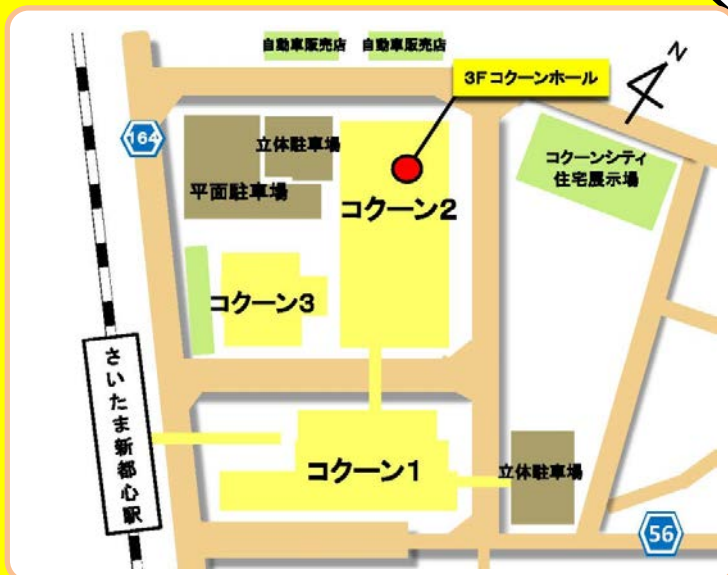 自動車販売店
自動車販売店
3Fコクーンホール
N
164
立体駐車場
平面駐車場
コクーン2
コクーンシティ
住宅展示場
コクーン3
さいたま新都心駅
コクーン1
立体駐車場
56